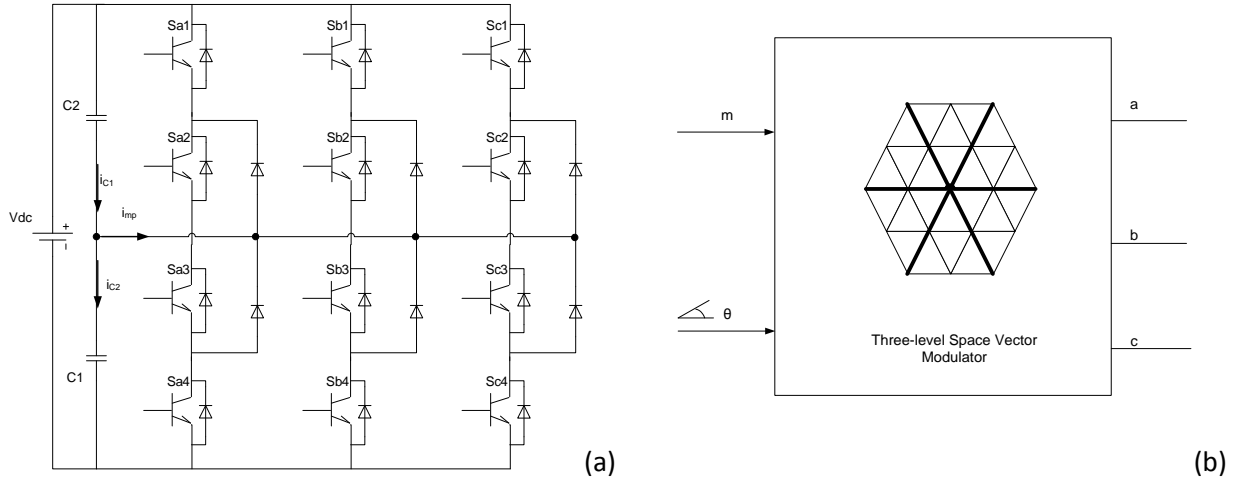 Sa1
Sb1
Sc1
C2
Sa2
Sb2
Sc2
iC1
imp
Vdc
+
-
iC2
Sa3
Sb3
Sc3
C1
Sa4
Sb4
Sc4
(a)
m
a
b
θ
Three-level Space Vector
Modulator
c
(b)